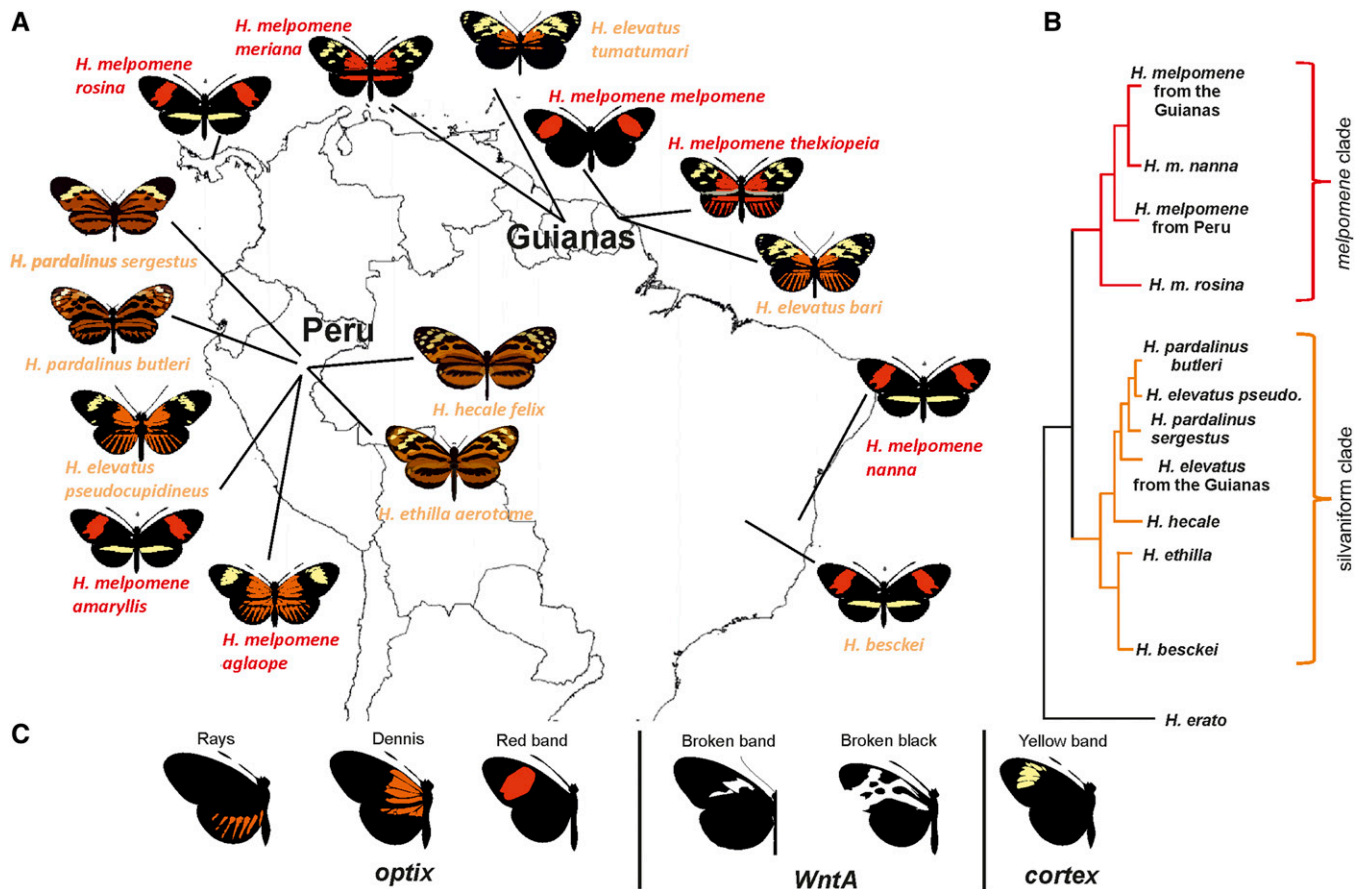 A
H. melpomene
rosina
H. melpomene
meriana
H. elevatus
tumatumari
H. melpomene melpomene
H. melpomene thelxiopeia
H. pardalinus sergestus
Guianas
H. elevatus bari
Peru
H. pardalinus butleri
H. hecale felix
H. elevatus
pseudocupidineus
H. ethilla aerotome
H. melpomene
nanna
H. melpomene
amaryllis
H. melpomene
aglaope
H. besckei
B
H. melpomene
from the
Guianas
H. m. nanna
H. melpomene
from Peru
H. m. rosina
melpomene clade
H. pardalinus
butleri
H. elevatus pseudo.
H. pardalinus
sergestus
H. elevatus
from the Guianas
H. hecale
H. ethilla
H. besckei
silvaniform clade
H. erato
C
Rays
Dennis
Red band
Broken band
Broken black
Yellow band
optix
WntA
cortex